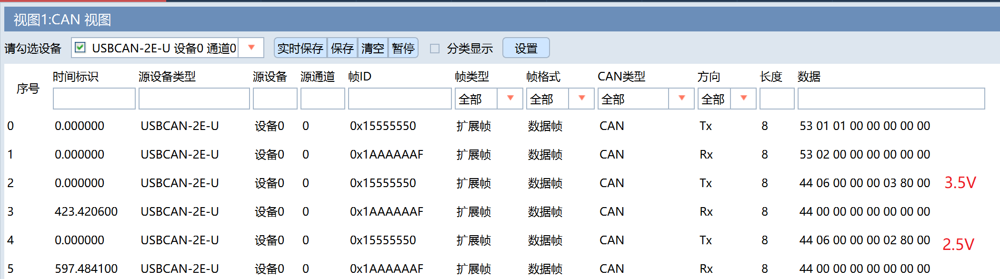 视图1:CAN 视图
请勾选设备 USBCAN-2E-U 设备0 通道0 实时保存 保存 清空 暂停 分类显示 设置
序号 时间标识 源设备类型 源设备 源通道 帧ID 帧类型 帧格式 CAN类型 方向 长度 数据
全部 全部 全部 全部
0 0.000000 USBCAN-2E-U 设备0 0 0x15555550 扩展帧 数据帧 CAN Tx 8 53 01 01 00 00 00 00 00
1 0.000000 USBCAN-2E-U 设备0 0 0x1AAAAAAF 扩展帧 数据帧 CAN Rx 8 53 02 00 00 00 00 00 00
2 0.000000 USBCAN-2E-U 设备0 0 0x15555550 扩展帧 数据帧 CAN Tx 8 44 06 00 00 00 03 80 00 3.5V
3 423.420600 USBCAN-2E-U 设备0 0 0x1AAAAAAF 扩展帧 数据帧 CAN Rx 8 44 00 00 00 00 00 00 00
4 0.000000 USBCAN-2E-U 设备0 0 0x15555550 扩展帧 数据帧 CAN Tx 8 44 06 00 00 00 02 80 00 2.5V
5 597.484100 USBCAN-2E-U 设备0 0 0x1AAAAAAF 扩展帧 数据帧 CAN Rx 8 44 00 00 00 00 00 00 00